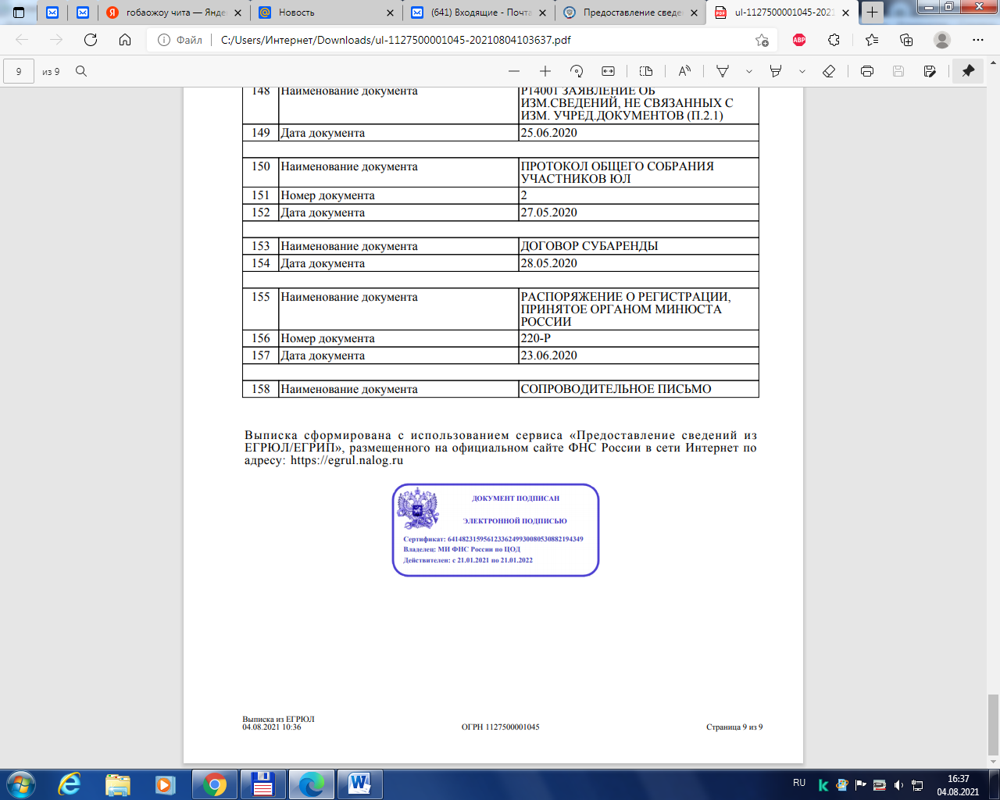 гобаожоу чита — Янде
Новость
(641) Входящие - Почта
Предоставление сведе
ul-1127500001045-2021
Файл
C:/Users/Интернет/Downloads/ul-1127500001045-20210804103637.pdf
ABP
9 из 9
148 Наименование документа Р14001 ЗАЯВЛЕНИЕ ОБ
ИЗМ.СВЕДЕНИЙ, НЕ СВЯЗАННЫХ С
ИЗМ. УЧРЕД.ДОКУМЕНТОВ (П.2.1)
149 Дата документа 25.06.2020
150 Наименование документа ПРОТОКОЛ ОБЩЕГО СОБРАНИЯ
УЧАСТНИКОВ ЮЛ
151 Номер документа 2
152 Дата документа 27.05.2020
153 Наименование документа ДОГОВОР СУБАРЕНДЫ
154 Дата документа 28.05.2020
155 Наименование документа РАСПОРЯЖЕНИЕ О РЕГИСТРАЦИИ,
ПРИНЯТОЕ ОРГАНОМ МИНЮСТА
РОССИИ
156 Номер документа 220-Р
157 Дата документа 23.06.2020
158 Наименование документа СОПРОВОДИТЕЛЬНОЕ ПИСЬМО
Выписка сформирована с использованием сервиса «Предоставление сведений из
ЕГРЮЛ/ЕГРИП», размещенного на официальном сайте ФНС России в сети Интернет по
адресу: https://egrul.nalog.ru
ДОКУМЕНТ ПОДПИСАН
ЭЛЕКТРОННОЙ ПОДПИСЬЮ
Сертификат: 64148231595612336249930080530882194349
Владелец: МИ ФНС России по ЦОД
Действителен: с 21.01.2021 по 21.01.2022
Выписка из ЕГРЮЛ
04.08.2021 10:36 ОГРН 1127500001045 Страница 9 из 9
RU
16:37
04.08.2021